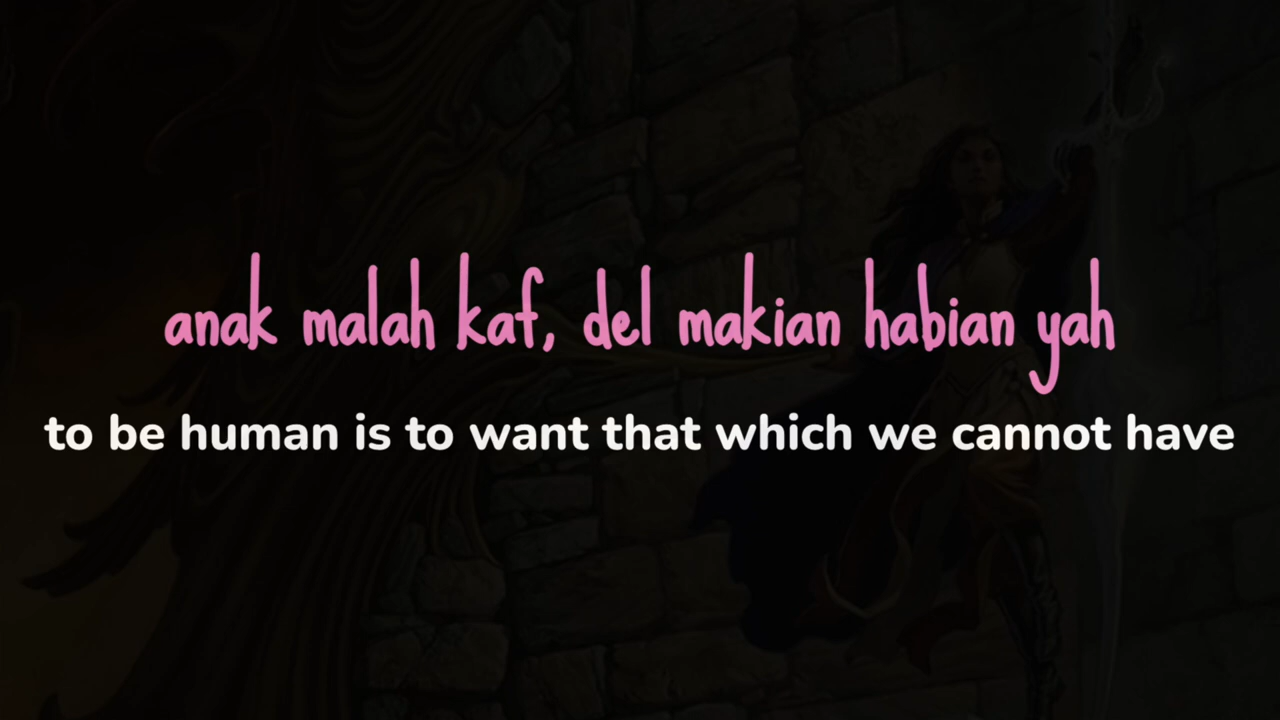 anak malah kaf, del makian habian yah
to be human is to want that which we cannot have